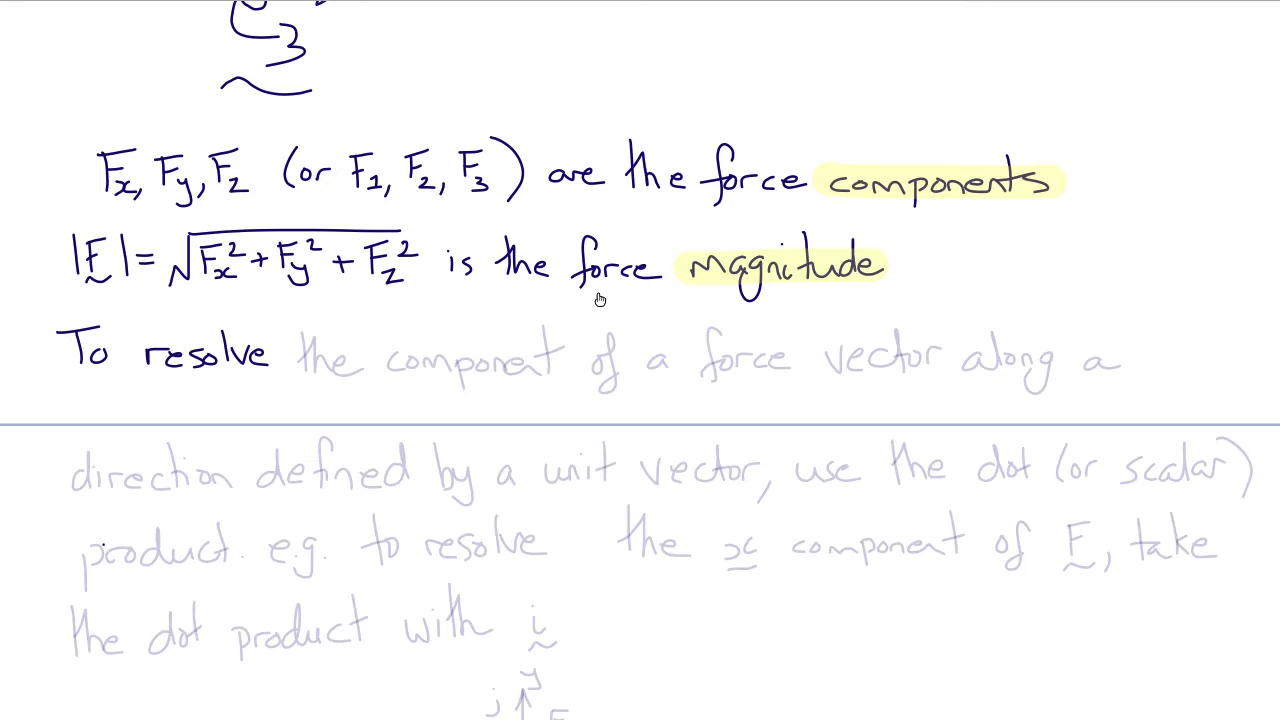 e3
Fx, Fy, Fz (or F1, F2, F3) are the force components
|F| = √Fx² + Fy² + Fz² is the force magnitude
To resolve the component of a force vector along a
direction defined by a unit vector, use the dot (or scalar)
product. e.g. to resolve the x component of F, take
the dot product with i
y
j F